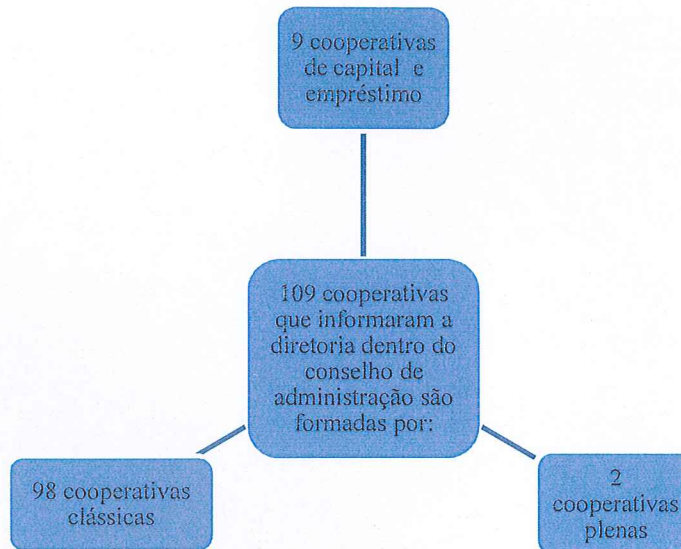 9 cooperativas
de capital e
empréstimo
109 cooperativas
que informaram a
diretoria dentro do
conselho de
administração são
formadas por:
98 cooperativas
clássicas
2
cooperativas
plenas